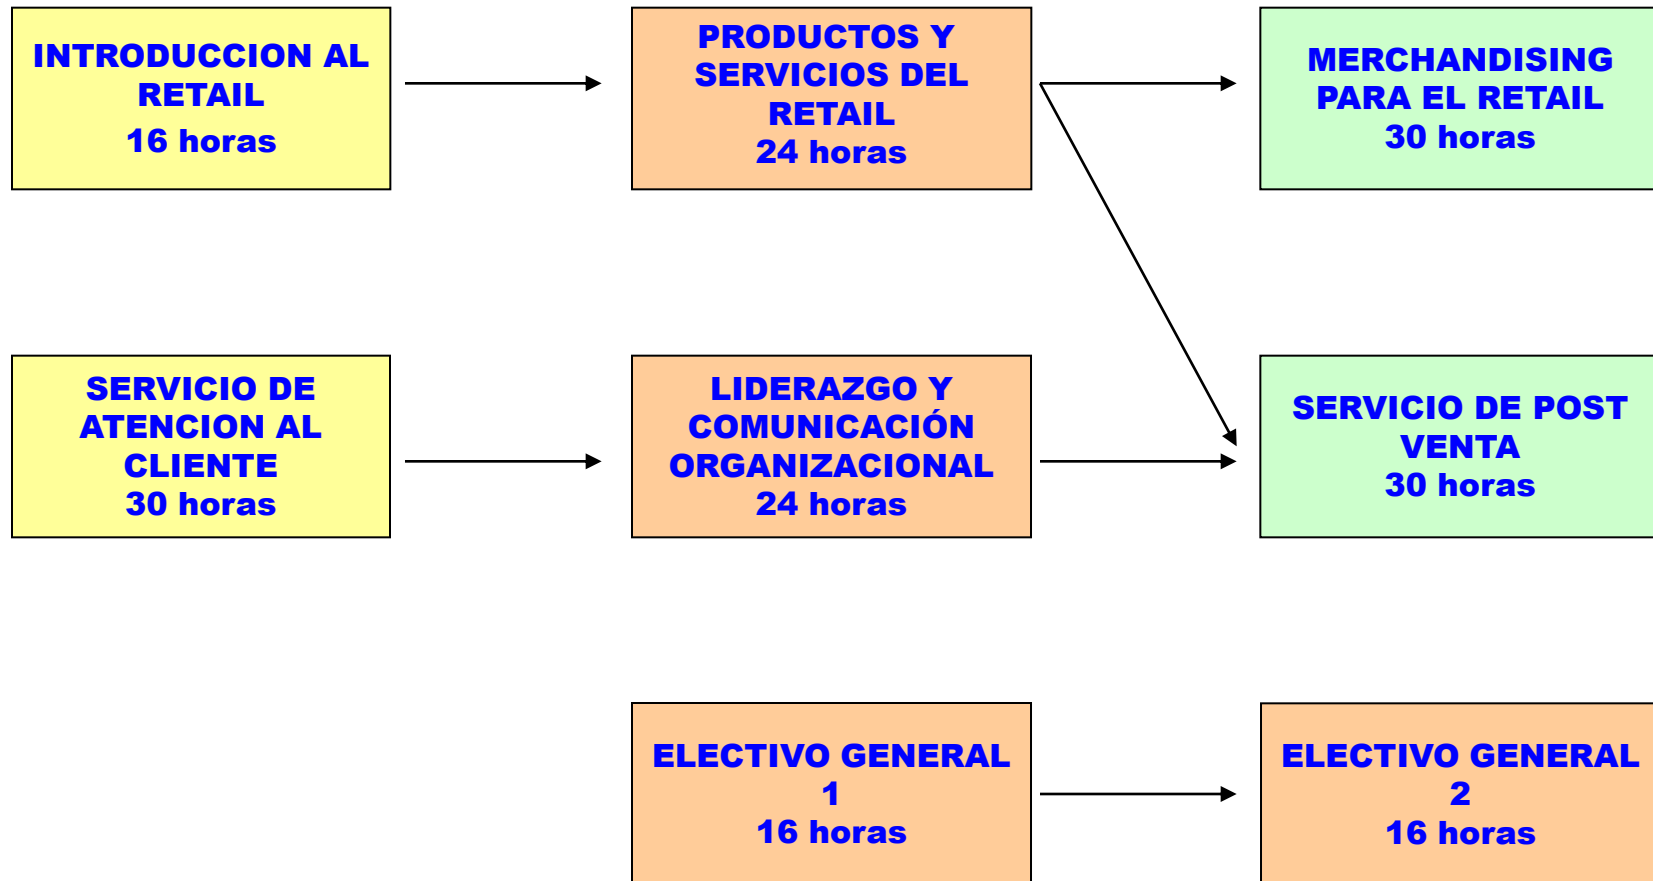 INTRODUCCION AL
RETAIL
16 horas
PRODUCTOS Y
SERVICIOS DEL
RETAIL
24 horas
MERCHANDISING
PARA EL RETAIL
30 horas
SERVICIO DE
ATENCION AL
CLIENTE
30 horas
LIDERAZGO Y
COMUNICACIÓN
ORGANIZACIONAL
24 horas
SERVICIO DE POST
VENTA
30 horas
ELECTIVO GENERAL
1
16 horas
ELECTIVO GENERAL
2
16 horas